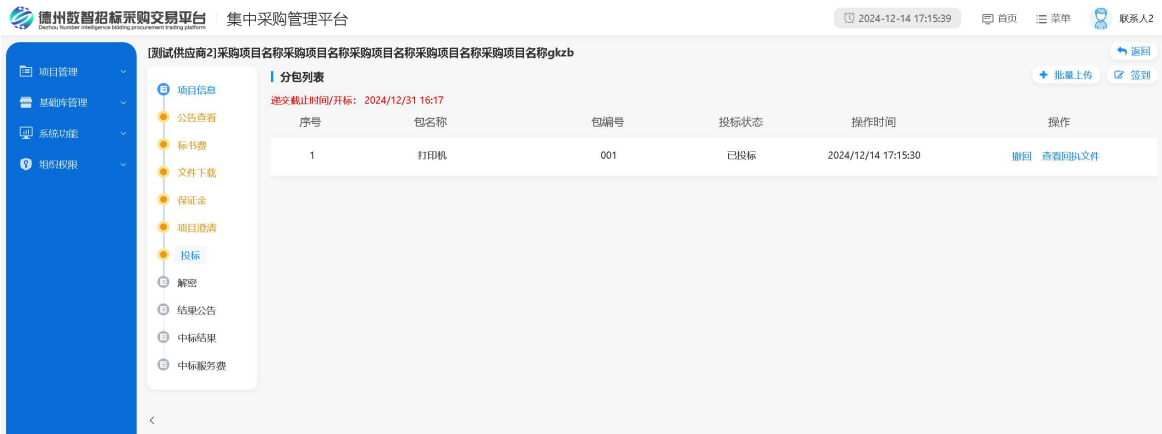 德州数智招标采购交易平台 集中采购管理平台 2024-12-14 17:15:39 首页 菜单 联系人2
Dezhou Number intelligence bidding procurement trading platform
[测试供应商2]采购项目名称采购项目名称采购项目名称采购项目名称采购项目名称gkzb 返回
项目管理
基础库管理
系统功能
组织权限
项目信息
公告查看
标书费
文件下载
保证金
项目澄清
投标
解密
结果公告
中标结果
中标服务费
分包列表 批量上传 签到
递交截止时间/开标: 2024/12/31 16:17
序号 包名称 包编号 投标状态 操作时间 操作
1 打印机 001 已投标 2024/12/14 17:15:30 撤回 查看回执文件